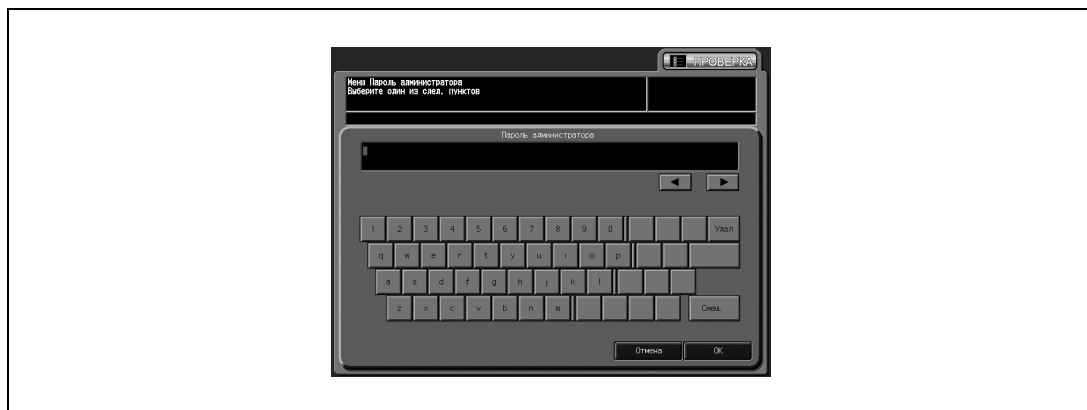 ПРОВЕРКА
Меню Пароль администратора
Выберите один из след. пунктов
Пароль администратора
1 2 3 4 5 6 7 8 9 0 Удал
q w e r t y u i o p
a s d f g h j k l
z x c v b n m Смещ.
Отмена OK